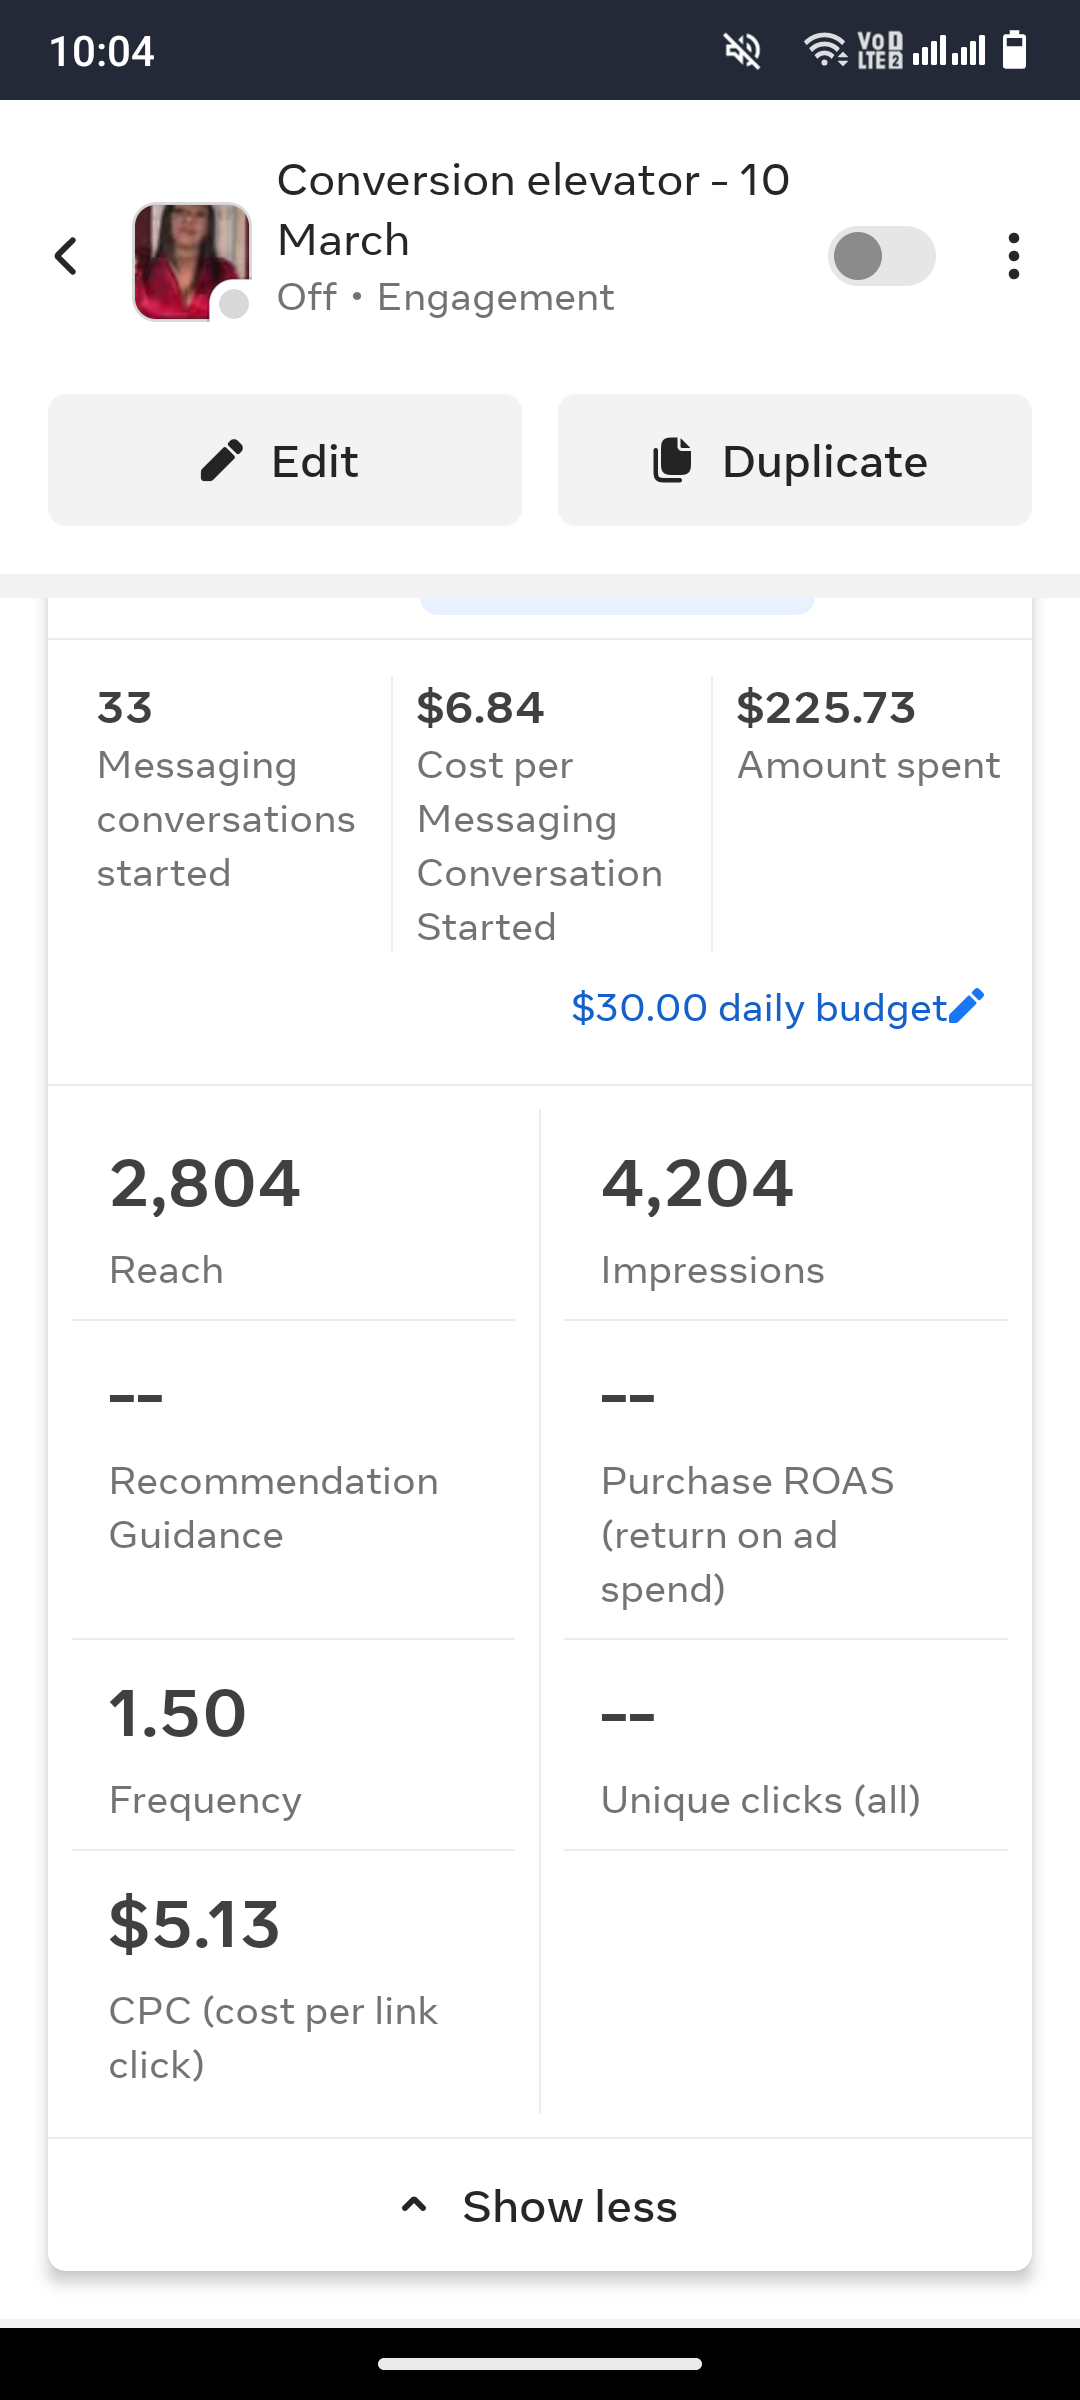 10:04
Vo 1
LTE 2
Conversion elevator - 10
March
Off • Engagement
Edit
Duplicate
33
Messaging
conversations
started
$6.84
Cost per
Messaging
Conversation
Started
$225.73
Amount spent
$30.00 daily budget
2,804
Reach
4,204
Impressions
--
Recommendation
Guidance
--
Purchase ROAS
(return on ad
spend)
1.50
Frequency
--
Unique clicks (all)
$5.13
CPC (cost per link
click)
Show less